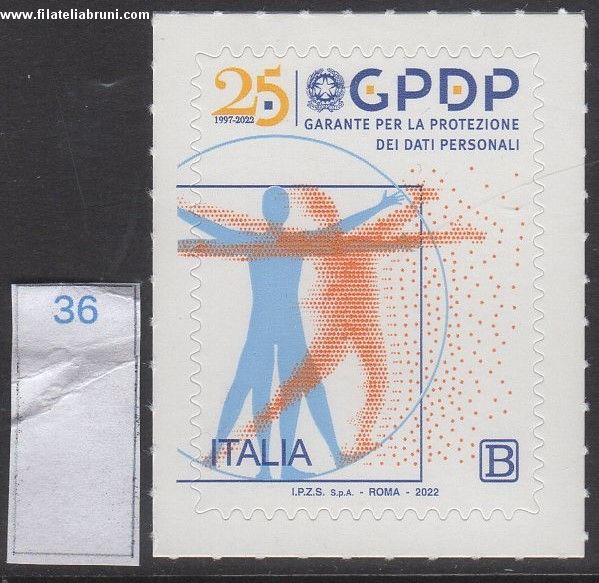 www.filateliabruni.com
25
1997-2022
GPDP
GARANTE PER LA PROTEZIONE
DEI DATI PERSONALI
36
ITALIA
B
I.P.Z.S. S.p.A. - ROMA - 2022